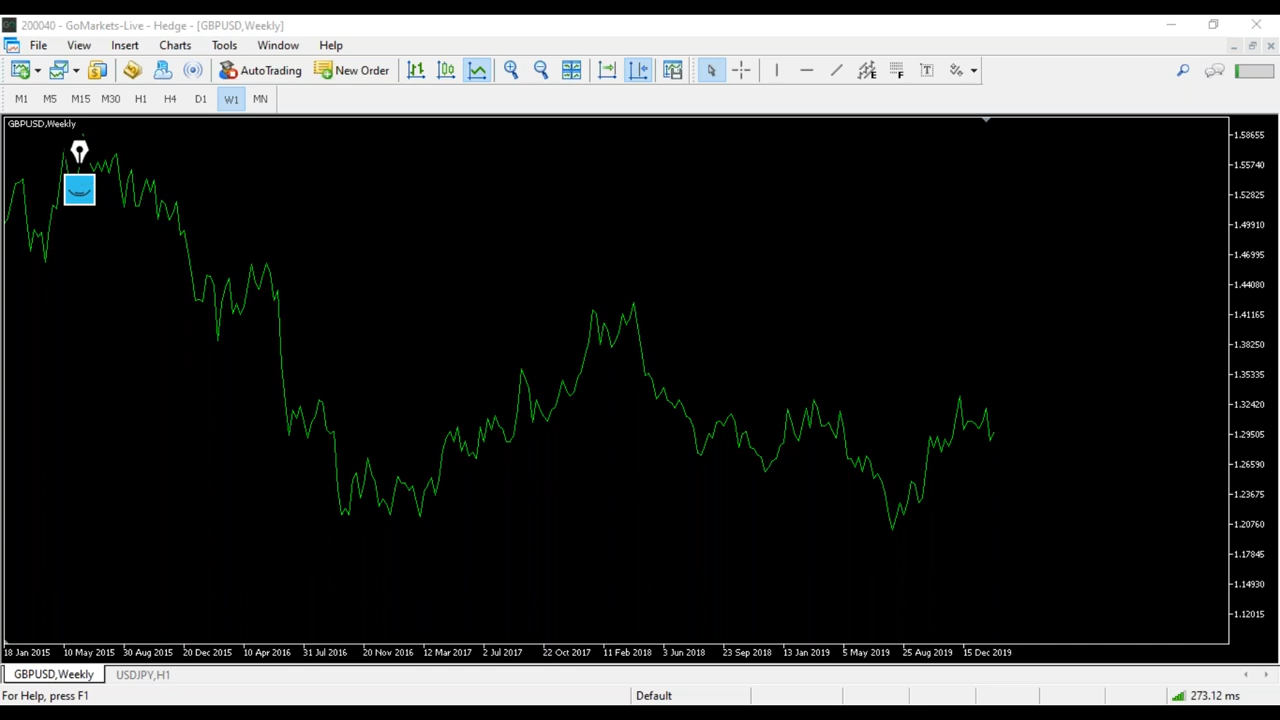 200040 - GoMarkets-Live - Hedge - [GBPUSD,Weekly]
File View Insert Charts Tools Window Help
AutoTrading New Order
M1 M5 M15 M30 H1 H4 D1 W1 MN
GBPUSD,Weekly
1.58655
1.55740
1.52825
1.49910
1.46995
1.44080
1.41165
1.38250
1.35335
1.32420
1.29505
1.26590
1.23675
1.20760
1.17845
1.14930
1.12015
18 Jan 2015 10 May 2015 30 Aug 2015 20 Dec 2015 10 Apr 2016 31 Jul 2016 20 Nov 2016 12 Mar 2017 2 Jul 2017 22 Oct 2017 11 Feb 2018 3 Jun 2018 23 Sep 2018 13 Jan 2019 5 May 2019 25 Aug 2019 15 Dec 2019
GBPUSD,Weekly USDJPY,H1
For Help, press F1 Default 273.12 ms